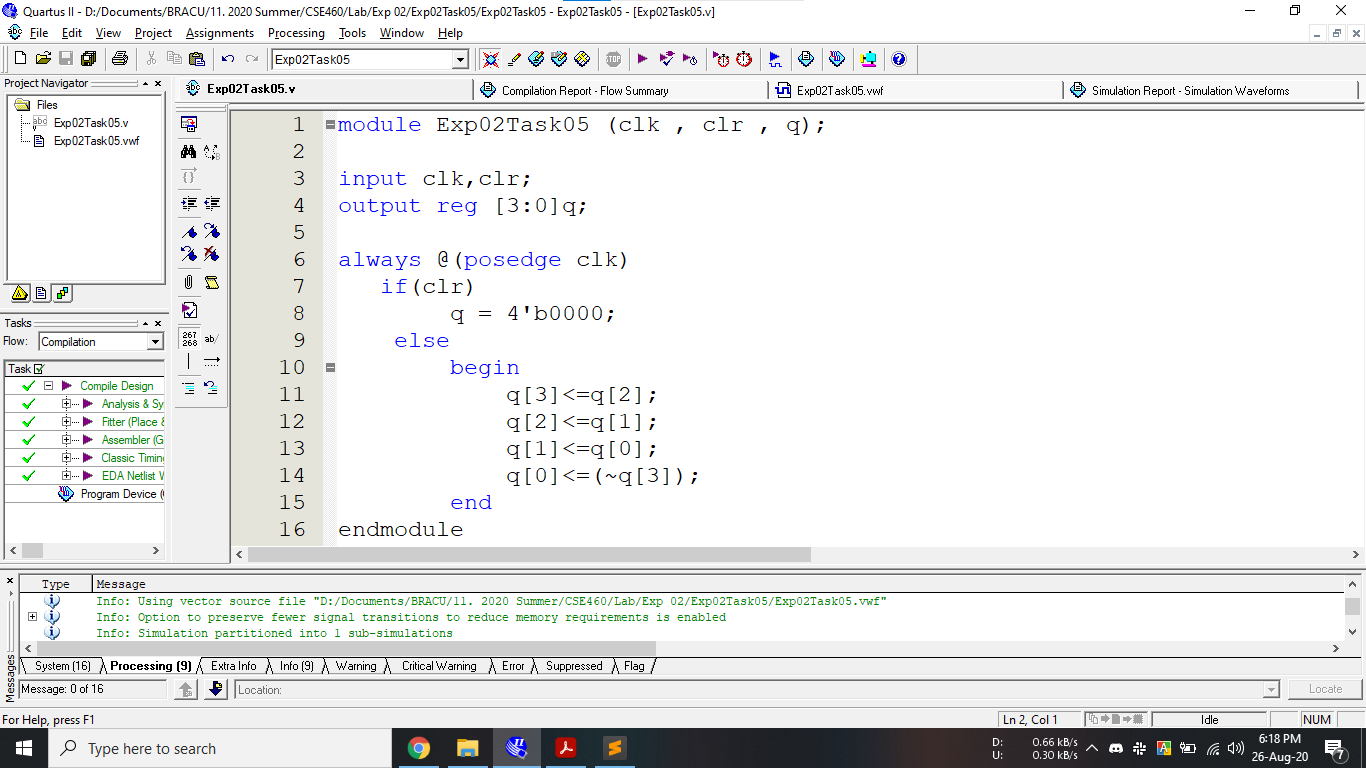 Quartus II - D:/Documents/BRACU/11. 2020 Summer/CSE460/Lab/Exp 02/Exp02Task05/Exp02Task05 - Exp02Task05 - [Exp02Task05.v]
File Edit View Project Assignments Processing Tools Window Help
Exp02Task05
Project Navigator
Files
Exp02Task05.v
Exp02Task05.vwf
Tasks
Flow: Compilation
Task
Compile Design
Analysis & Sy
Fitter (Place &
Assembler (G
Classic Timin
EDA Netlist W
Program Device (
Exp02Task05.v
Compilation Report - Flow Summary
Exp02Task05.vwf
Simulation Report - Simulation Waveforms
267
268
ab/
1 module Exp02Task05 (clk , clr , q);
2
3 input clk,clr;
4 output reg [3:0]q;
5
6 always @(posedge clk)
7 if(clr)
8 q = 4'b0000;
9 else
10 begin
11 q[3]<=q[2];
12 q[2]<=q[1];
13 q[1]<=q[0];
14 q[0]<=(~q[3]);
15 end
16 endmodule
Type Message
Info: Using vector source file "D:/Documents/BRACU/11. 2020 Summer/CSE460/Lab/Exp 02/Exp02Task05/Exp02Task05.vwf"
Info: Option to preserve fewer signal transitions to reduce memory requirements is enabled
Info: Simulation partitioned into 1 sub-simulations
System (16) Processing (9) Extra Info Info (9) Warning Critical Warning Error Suppressed Flag
Messages
Message: 0 of 16
Location:
Locate
For Help, press F1
Ln 2, Col 1
Idle
NUM
Type here to search
D: 0.66 kB/s
U: 0.30 kB/s
6:18 PM
26-Aug-20
7